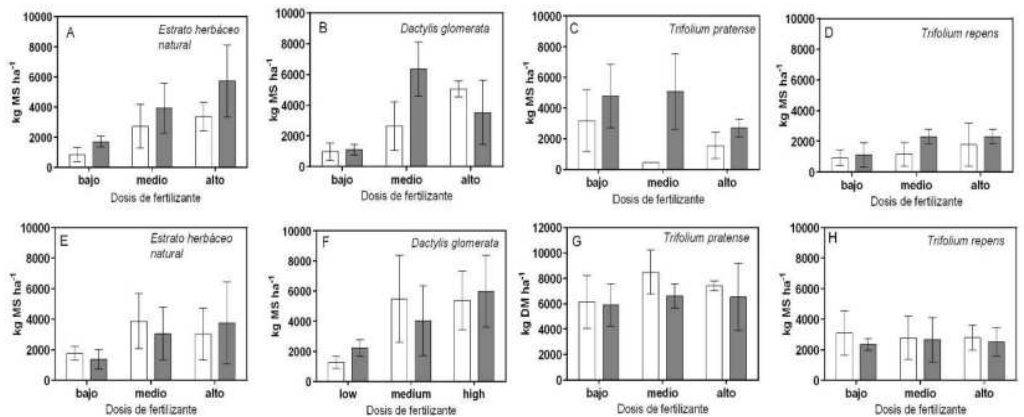 A
Estrato herbáceo
natural
kg MS ha-1
10000
8000
6000
4000
2000
0
bajo medio alto
Dosis de fertilizante
B
Dactylis glomerata
kg MS ha-1
10000
8000
6000
4000
2000
0
bajo medio alto
Dosis de fertilizante
C
Trifolium pratense
kg MS ha-1
10000
8000
6000
4000
2000
0
bajo medio alto
Dosis de fertilizante
D
Trifolium repens
kg MS ha-1
10000
8000
6000
4000
2000
0
bajo medio alto
Dosis de fertilizante
E
Estrato herbáceo
natural
kg MS ha-1
10000
8000
6000
4000
2000
0
bajo medio alto
Dosis de fertilizante
F
Dactylis glomerata
kg MS ha-1
10000
8000
6000
4000
2000
0
low medium high
Dosis de fertilizante
G
Trifolium pratense
kg DM ha-1
12000
10000
8000
6000
4000
2000
0
bajo medio alto
Dosis de fertilizante
H
Trifolium repens
kg MS ha-1
10000
8000
6000
4000
2000
0
bajo medio alto
Dosis de fertilizante